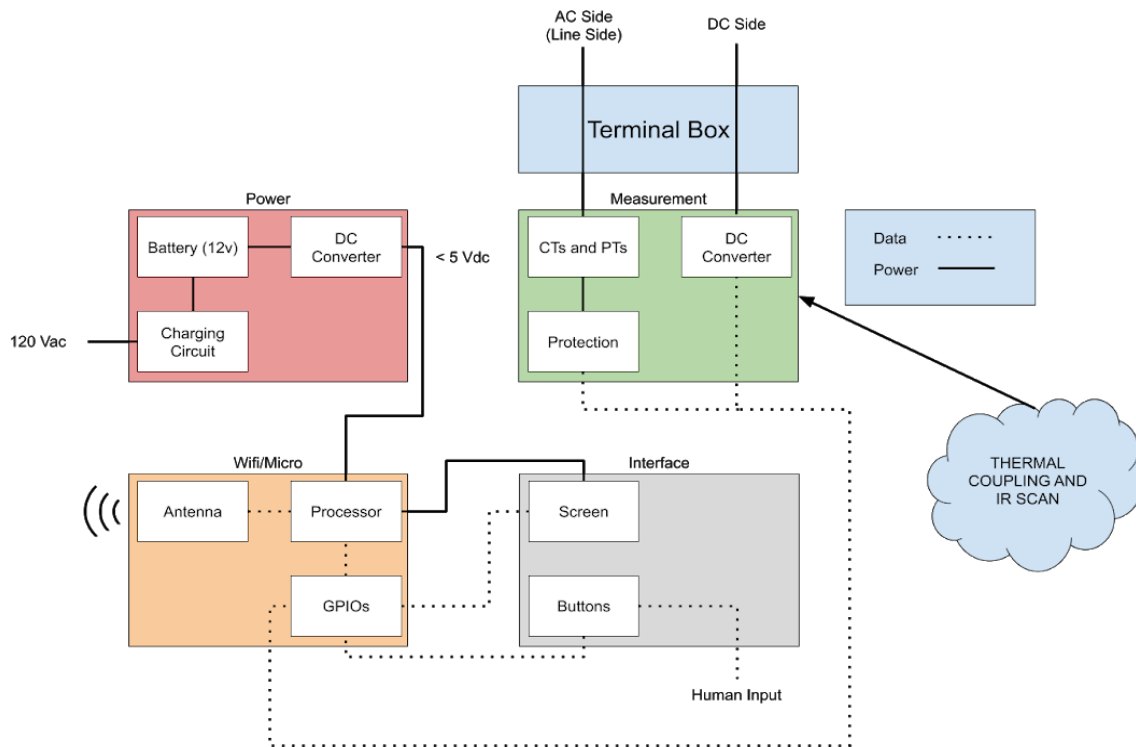 AC Side
(Line Side)
DC Side
Terminal Box
Power
Measurement
Battery (12v)
DC
Converter
< 5 Vdc
CTs and PTs
DC
Converter
Data
Power
120 Vac
Charging
Circuit
Protection
Wifi/Micro
Interface
THERMAL
COUPLING AND
IR SCAN
Antenna
Processor
Screen
GPIOs
Buttons
Human Input